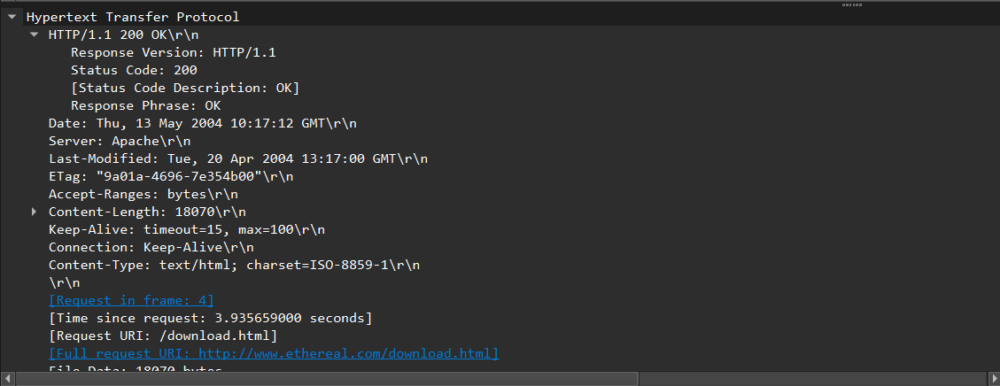 Hypertext Transfer Protocol
HTTP/1.1 200 OK\r\n
Response Version: HTTP/1.1
Status Code: 200
[Status Code Description: OK]
Response Phrase: OK
Date: Thu, 13 May 2004 10:17:12 GMT\r\n
Server: Apache\r\n
Last-Modified: Tue, 20 Apr 2004 13:17:00 GMT\r\n
ETag: "9a01a-4696-7e354b00"\r\n
Accept-Ranges: bytes\r\n
Content-Length: 18070\r\n
Keep-Alive: timeout=15, max=100\r\n
Connection: Keep-Alive\r\n
Content-Type: text/html; charset=ISO-8859-1\r\n
\r\n
[Request in frame: 4]
[Time since request: 3.935659000 seconds]
[Request URI: /download.html]
[Full request URI: http://www.ethereal.com/download.html]
File Data: 18070 bytes